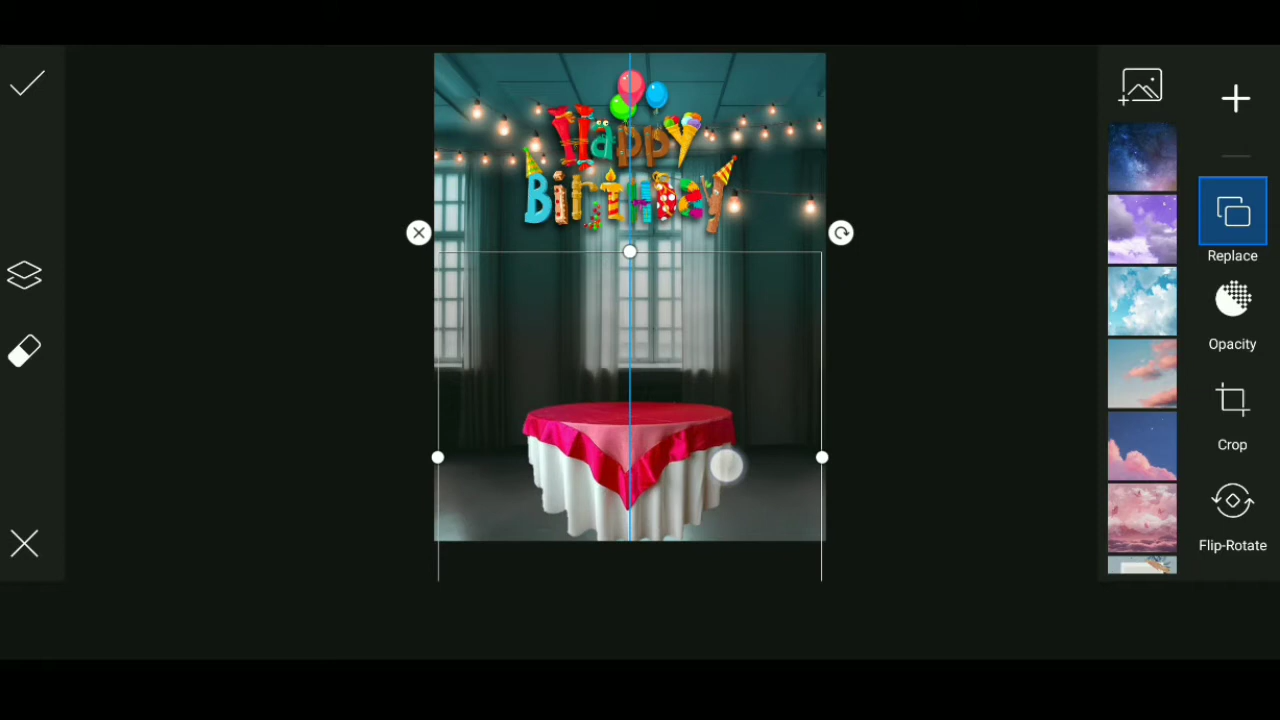 Happy
Birthday
Replace
Opacity
Crop
Flip-Rotate